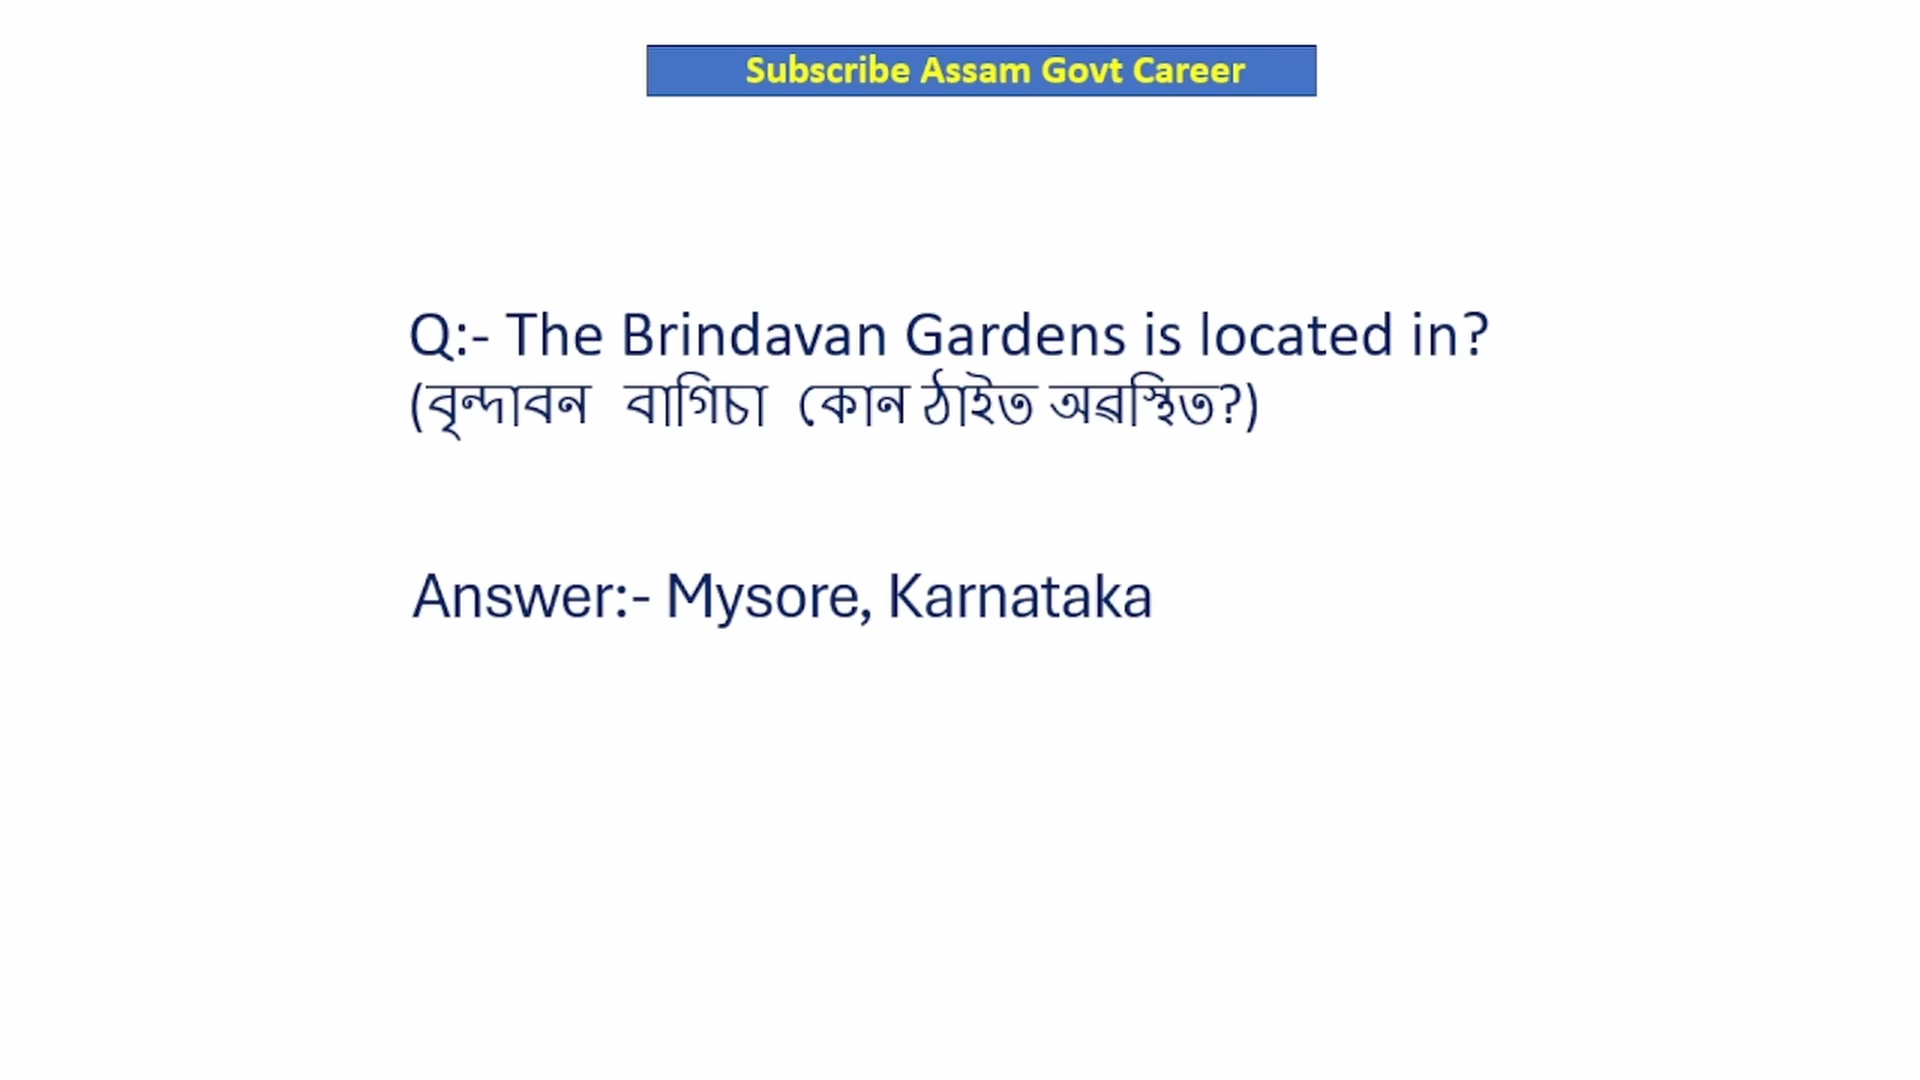 Subscribe Assam Govt Career
Q:- The Brindavan Gardens is located in?
(বৃন্দাবন বাগিচা কোন ঠাইত অৱস্থিত?)
Answer:- Mysore, Karnataka